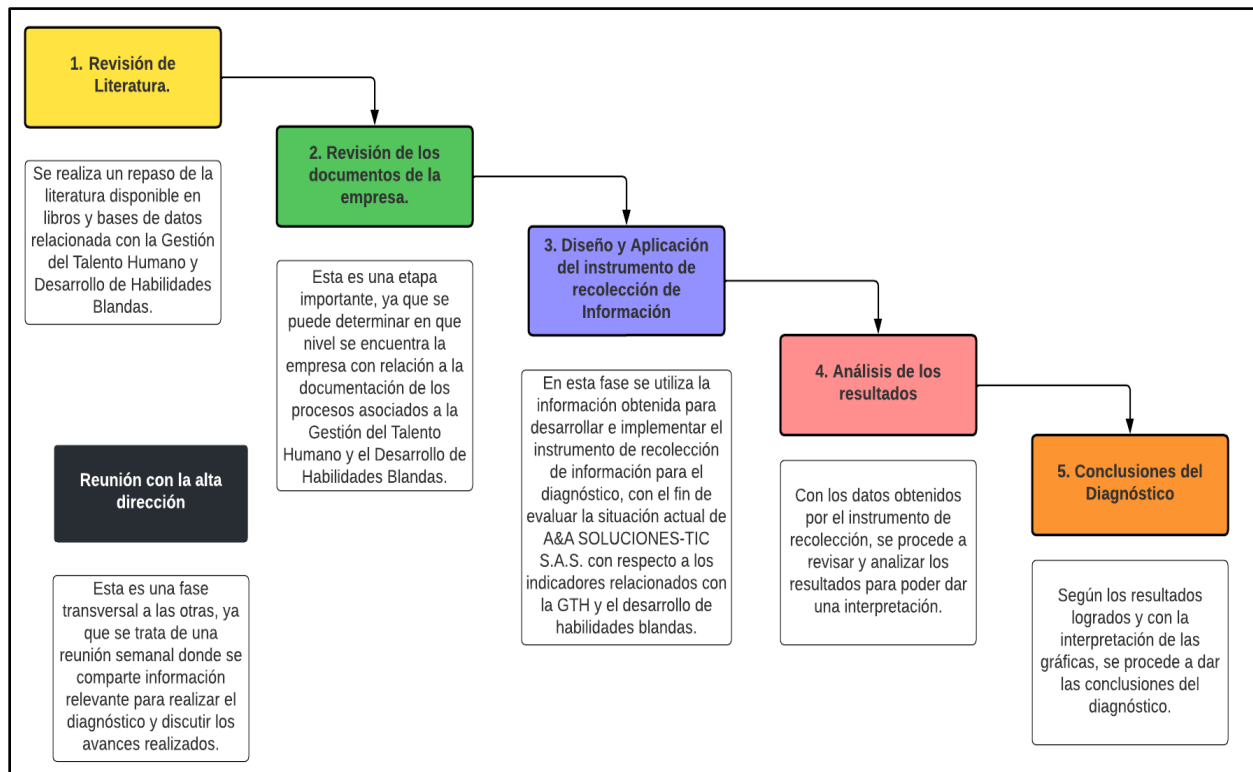 1. Revisión de
Literatura.
Se realiza un repaso de la
literatura disponible en
libros y bases de datos
relacionada con la Gestión
del Talento Humano y
Desarrollo de Habilidades
Blandas.
2. Revisión de los
documentos de la
empresa.
Esta es una etapa
importante, ya que se
puede determinar en que
nivel se encuentra la
empresa con relación a la
documentación de los
procesos asociados a la
Gestión del Talento
Humano y el Desarrollo de
Habilidades Blandas.
3. Diseño y Aplicación
del instrumento de
recolección de
Información
En esta fase se utiliza la
información obtenida para
desarrollar e implementar el
instrumento de recolección
de información para el
diagnóstico, con el fin de
evaluar la situación actual de
A&A SOLUCIONES-TIC
S.A.S. con respecto a los
indicadores relacionados con
la GTH y el desarrollo de
habilidades blandas.
4. Análisis de los
resultados
Con los datos obtenidos
por el instrumento de
recolección, se procede a
revisar y analizar los
resultados para poder dar
una interpretación.
5. Conclusiones del
Diagnóstico
Según los resultados
logrados y con la
interpretación de las
gráficas, se procede a dar
las conclusiones del
diagnóstico.
Reunión con la alta
dirección
Esta es una fase
transversal a las otras, ya
que se trata de una
reunión semanal donde se
comparte información
relevante para realizar el
diagnóstico y discutir los
avances realizados.